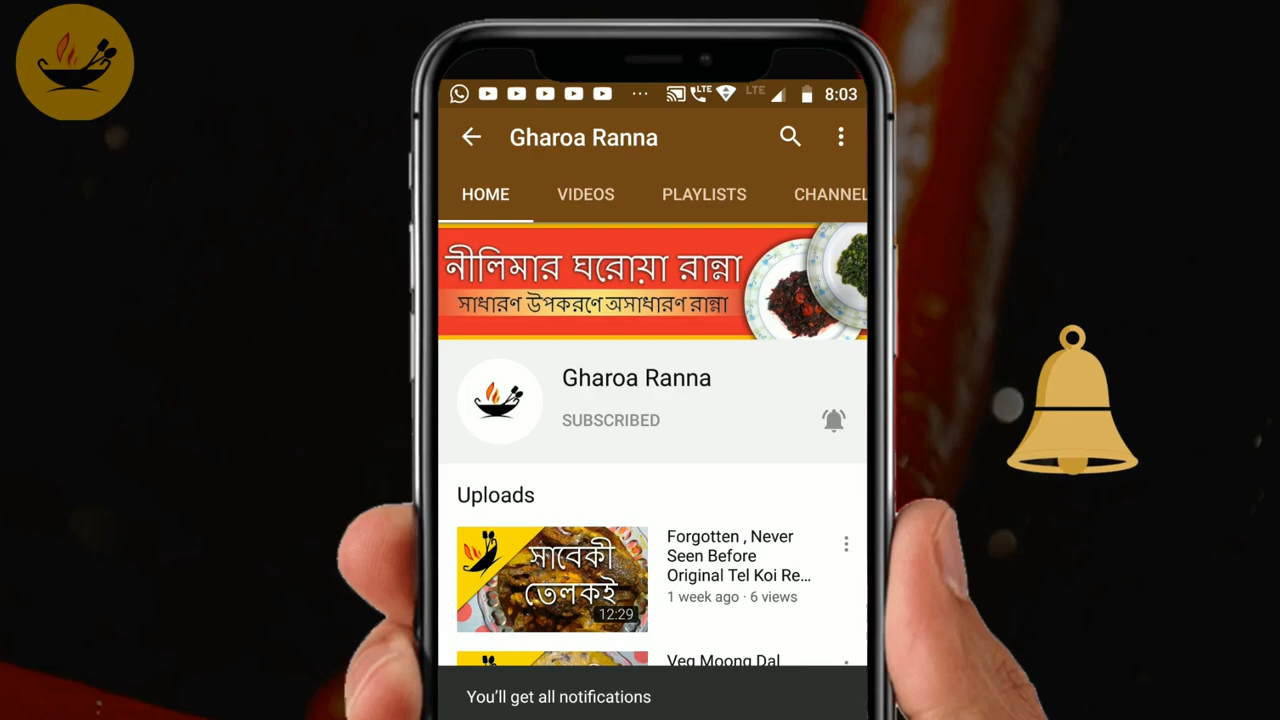 LTE LTE 8:03
Gharoa Ranna
HOME VIDEOS PLAYLISTS CHANNEL
নীলিমার ঘরোয়া রান্না
সাধারণ উপকরণে অসাধারণ রান্না
Gharoa Ranna
SUBSCRIBED
Uploads
সাবেকী
তেলকই
12:29
Forgotten , Never
Seen Before
Original Tel Koi Re...
1 week ago · 6 views
Veg Moong Dal
You'll get all notifications